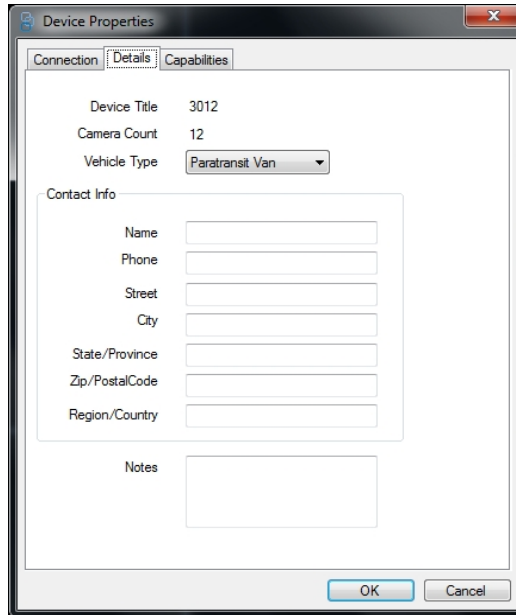 Device Properties
Connection Details Capabilities
Device Title 3012
Camera Count 12
Vehicle Type Paratransit Van
Contact Info
Name
Phone
Street
City
State/Province
Zip/PostalCode
Region/Country
Notes
OK Cancel